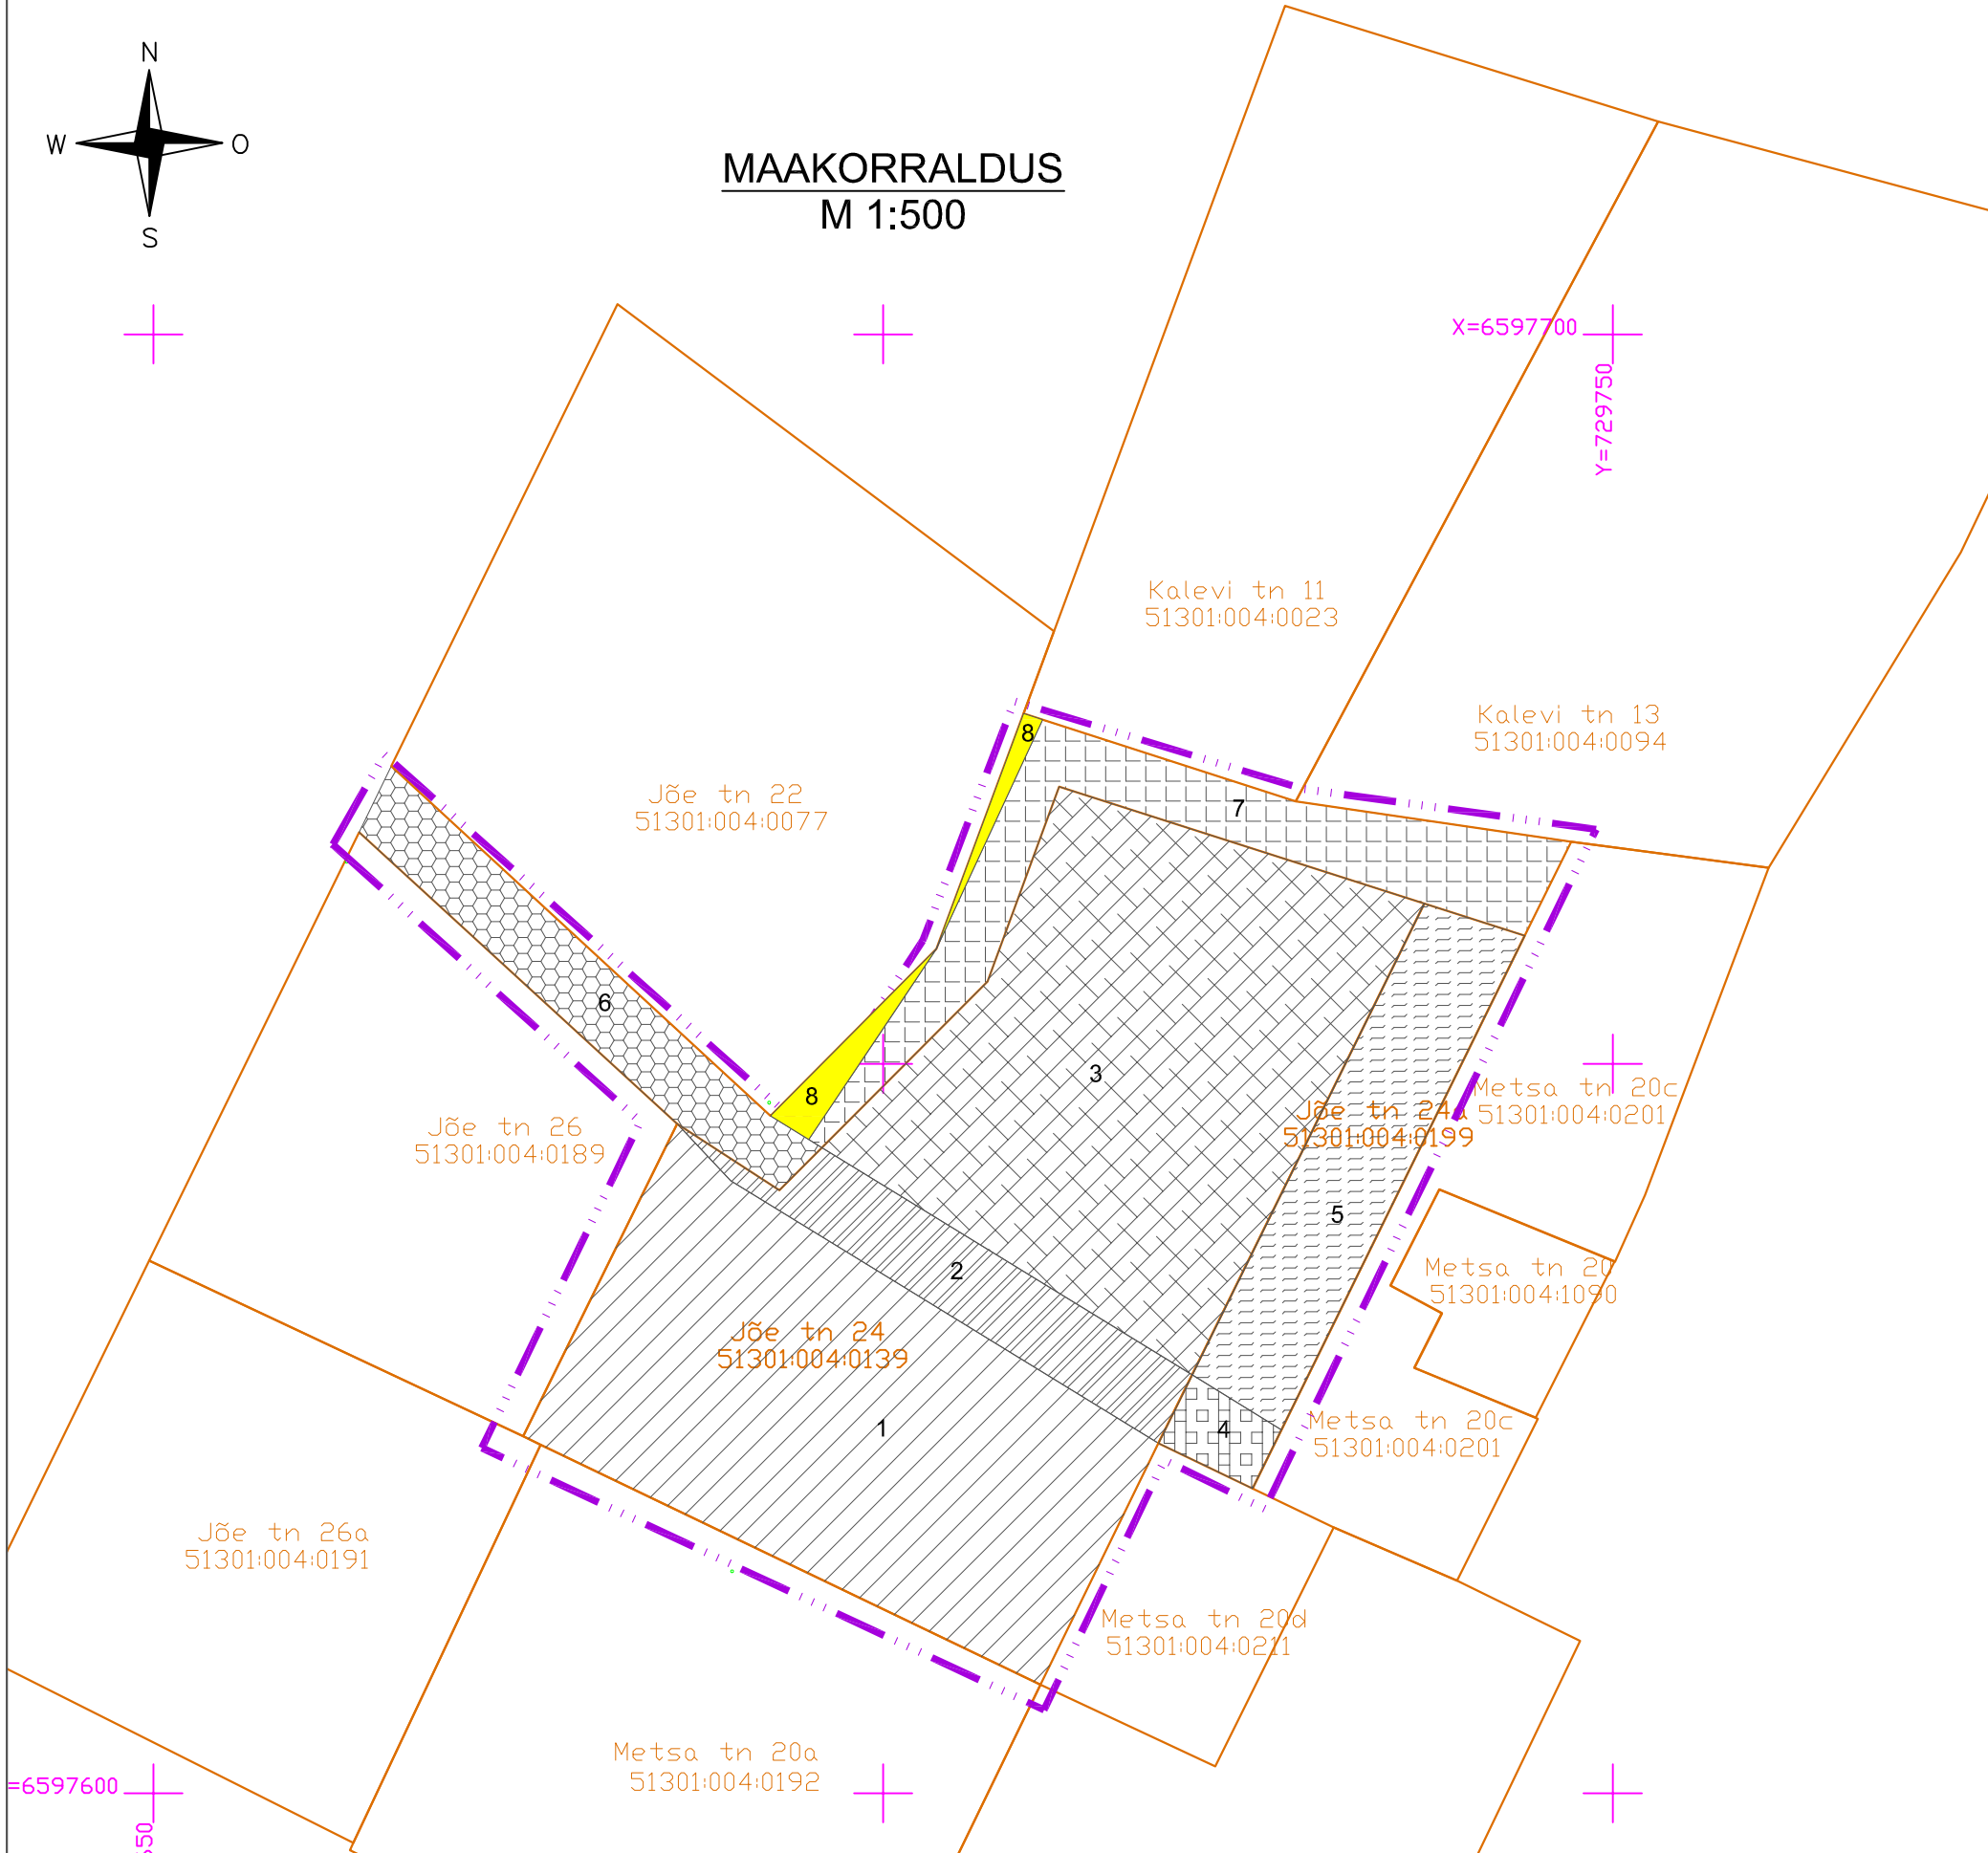 N
W
O
S
MAAKORRALDUS
M 1:500
X=6597700
Y=729750
Kalevi tn 11
51301:004:0023
Kalevi tn 13
51301:004:0094
8
Jõe tn 22
51301:004:0077
7
6
3
8
Metsa tn 20c
51301:004:0201
Jõe tn 24a
51301:004:0199
Jõe tn 26
51301:004:0189
5
2
Metsa tn 20
51301:004:1090
Jõe tn 24
51301:004:0139
1
4
Metsa tn 20c
51301:004:0201
Jõe tn 26a
51301:004:0191
Metsa tn 20d
51301:004:0211
Metsa tn 20a
51301:004:0192
=6597600